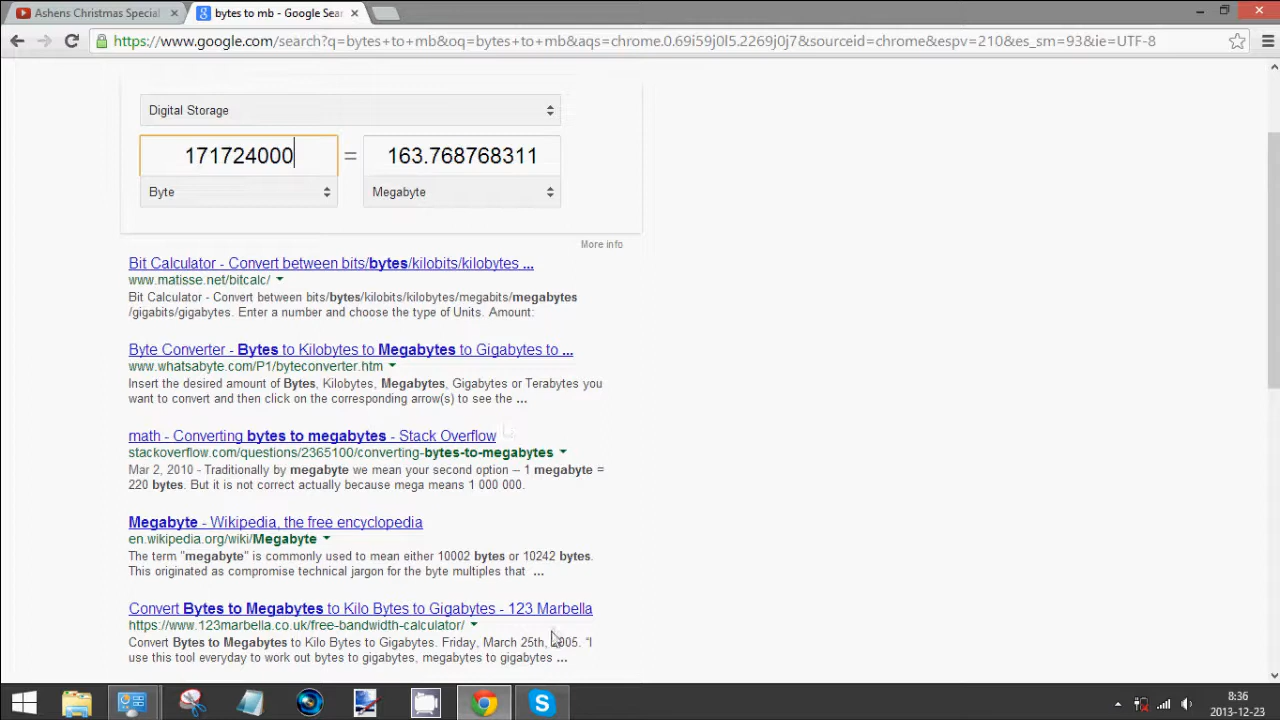 Ashens Christmas Special
bytes to mb - Google Sea
https://www.google.com/search?q=bytes+to+mb&oq=bytes+to+mb&aqs=chrome.0.69i59j0l5.2269j0j7&sourceid=chrome&espv=210&es_sm=93&ie=UTF-8
Digital Storage
171724000 = 163.768768311
Byte Megabyte
More info
Bit Calculator - Convert between bits/bytes/kilobits/kilobytes ...
www.matisse.net/bitcalc/
Bit Calculator - Convert between bits/bytes/kilobits/kilobytes/megabits/megabytes
/gigabits/gigabytes. Enter a number and choose the type of Units. Amount:
Byte Converter - Bytes to Kilobytes to Megabytes to Gigabytes to ...
www.whatsabyte.com/P1/byteconverter.htm
Insert the desired amount of Bytes, Kilobytes, Megabytes, Gigabytes or Terabytes you
want to convert and then click on the corresponding arrow(s) to see the ...
math - Converting bytes to megabytes - Stack Overflow
stackoverflow.com/questions/2365100/converting-bytes-to-megabytes
Mar 2, 2010 - Traditionally by megabyte we mean your second option -- 1 megabyte =
220 bytes. But it is not correct actually because mega means 1 000 000.
Megabyte - Wikipedia, the free encyclopedia
en.wikipedia.org/wiki/Megabyte
The term "megabyte" is commonly used to mean either 10002 bytes or 10242 bytes.
This originated as compromise technical jargon for the byte multiples that ...
Convert Bytes to Megabytes to Kilo Bytes to Gigabytes - 123 Marbella
https://www.123marbella.co.uk/free-bandwidth-calculator/
Convert Bytes to Megabytes to Kilo Bytes to Gigabytes. Friday, March 25th, 2005. "I
use this tool everyday to work out bytes to gigabytes, megabytes to gigabytes ...
8:36
2013-12-23